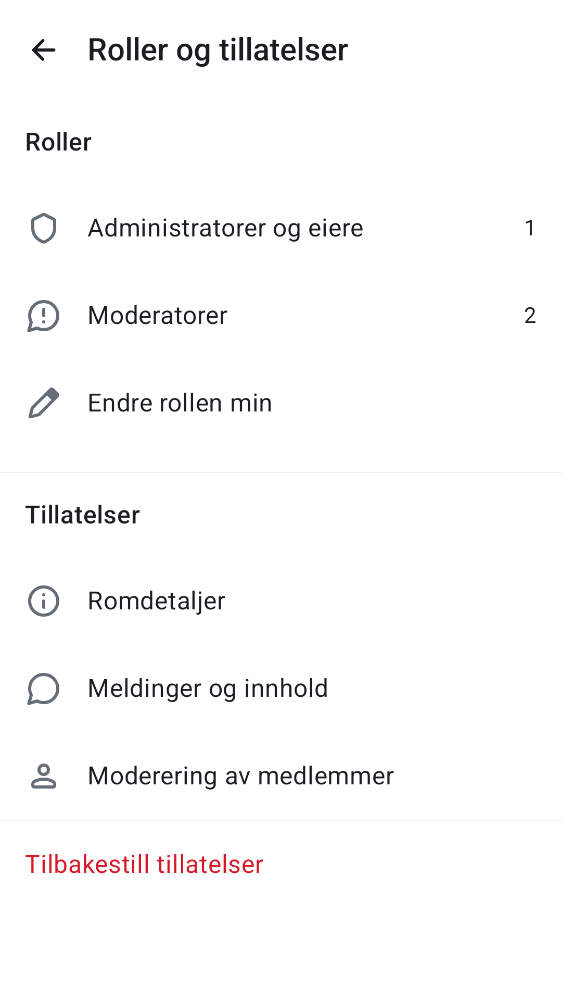 Roller og tillatelser
Roller
Administratorer og eiere 1
Moderatorer 2
Endre rollen min
Tillatelser
Romdetaljer
Meldinger og innhold
Moderering av medlemmer
Tilbakestill tillatelser